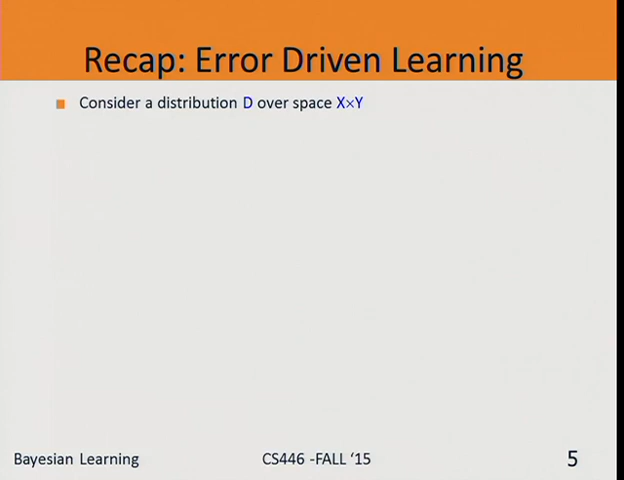 Recap: Error Driven Learning
Consider a distribution D over space X×Y
Bayesian Learning
CS446 -FALL ‘15
5